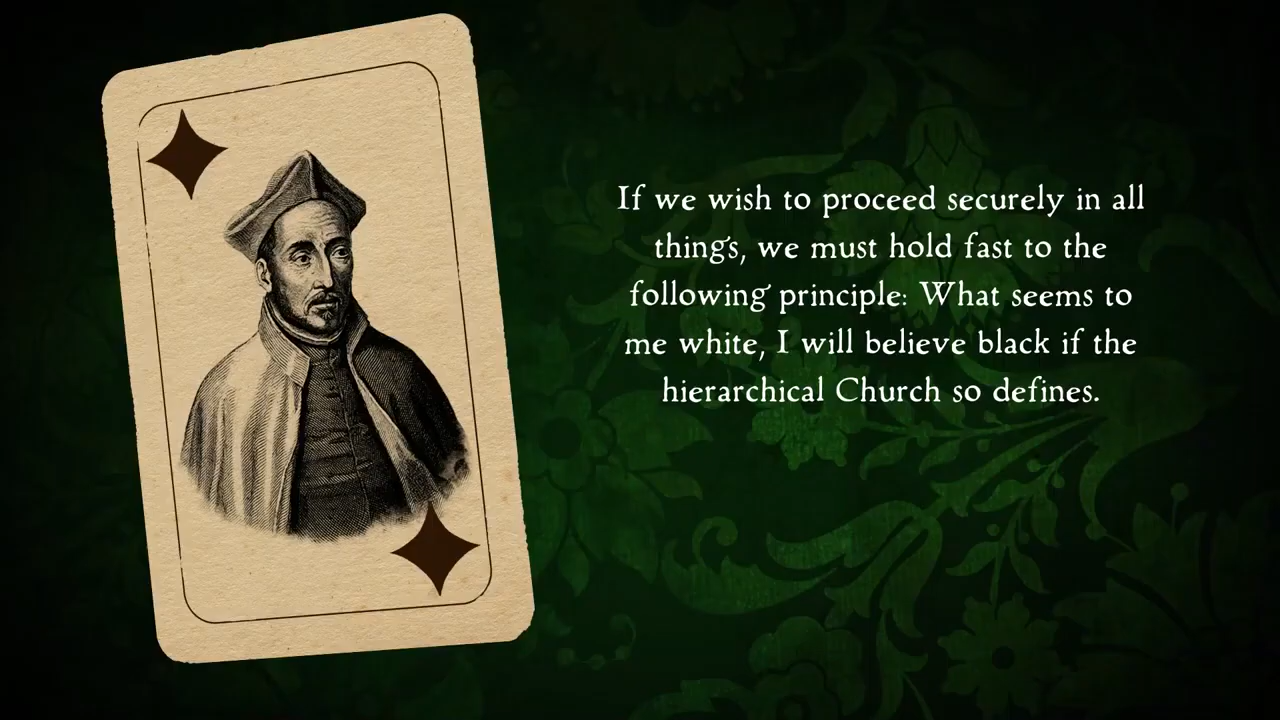 If we wish to proceed securely in all
things, we must hold fast to the
following principle: What seems to
me white, I will believe black if the
hierarchical Church so defines.